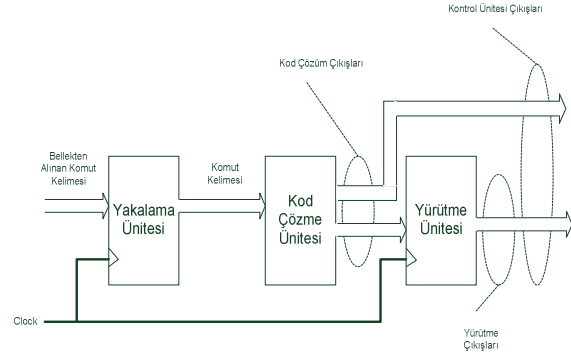 Kontrol Ünitesi Çıkışları
Kod Çözüm Çıkışları
Bellekten
Alınan Komut
Kelimesi
Komut
Kelimesi
Yakalama
Ünitesi
Kod
Çözme
Ünitesi
Yürütme
Ünitesi
Clock
Yürütme
Çıkışları